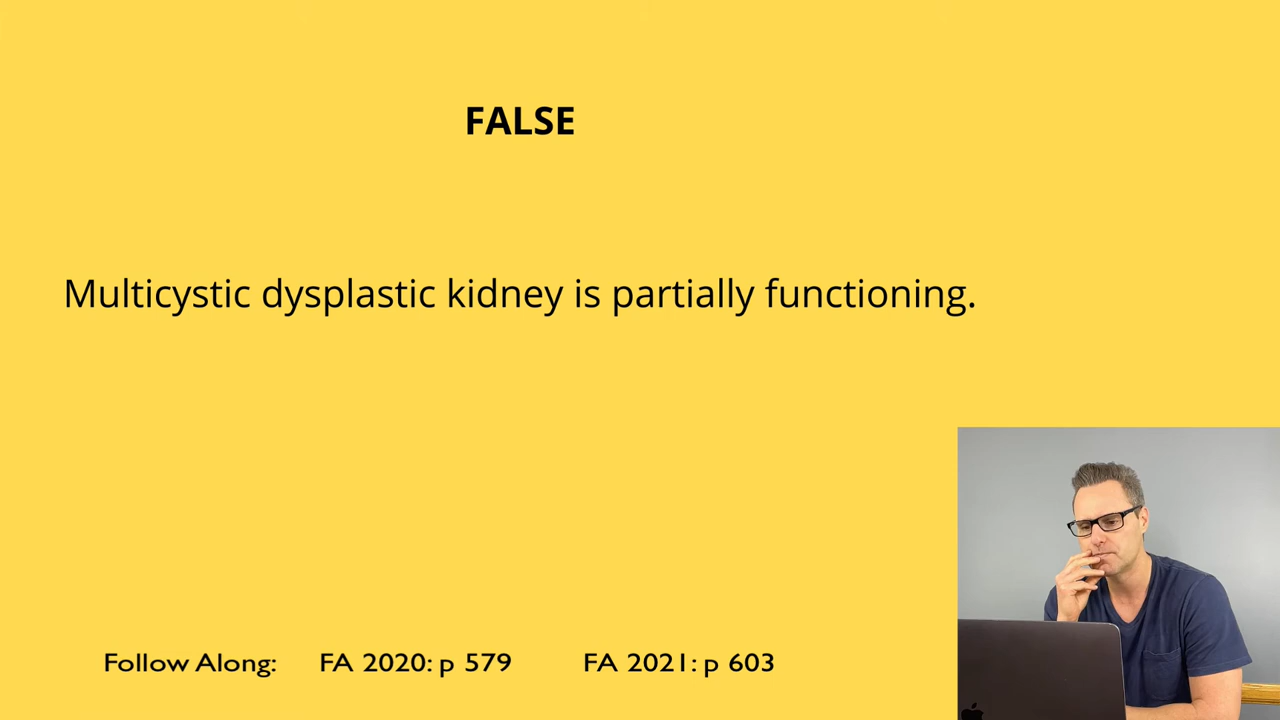 FALSE
Multicystic dysplastic kidney is partially functioning.
Follow Along: FA 2020: p 579 FA 2021: p 603